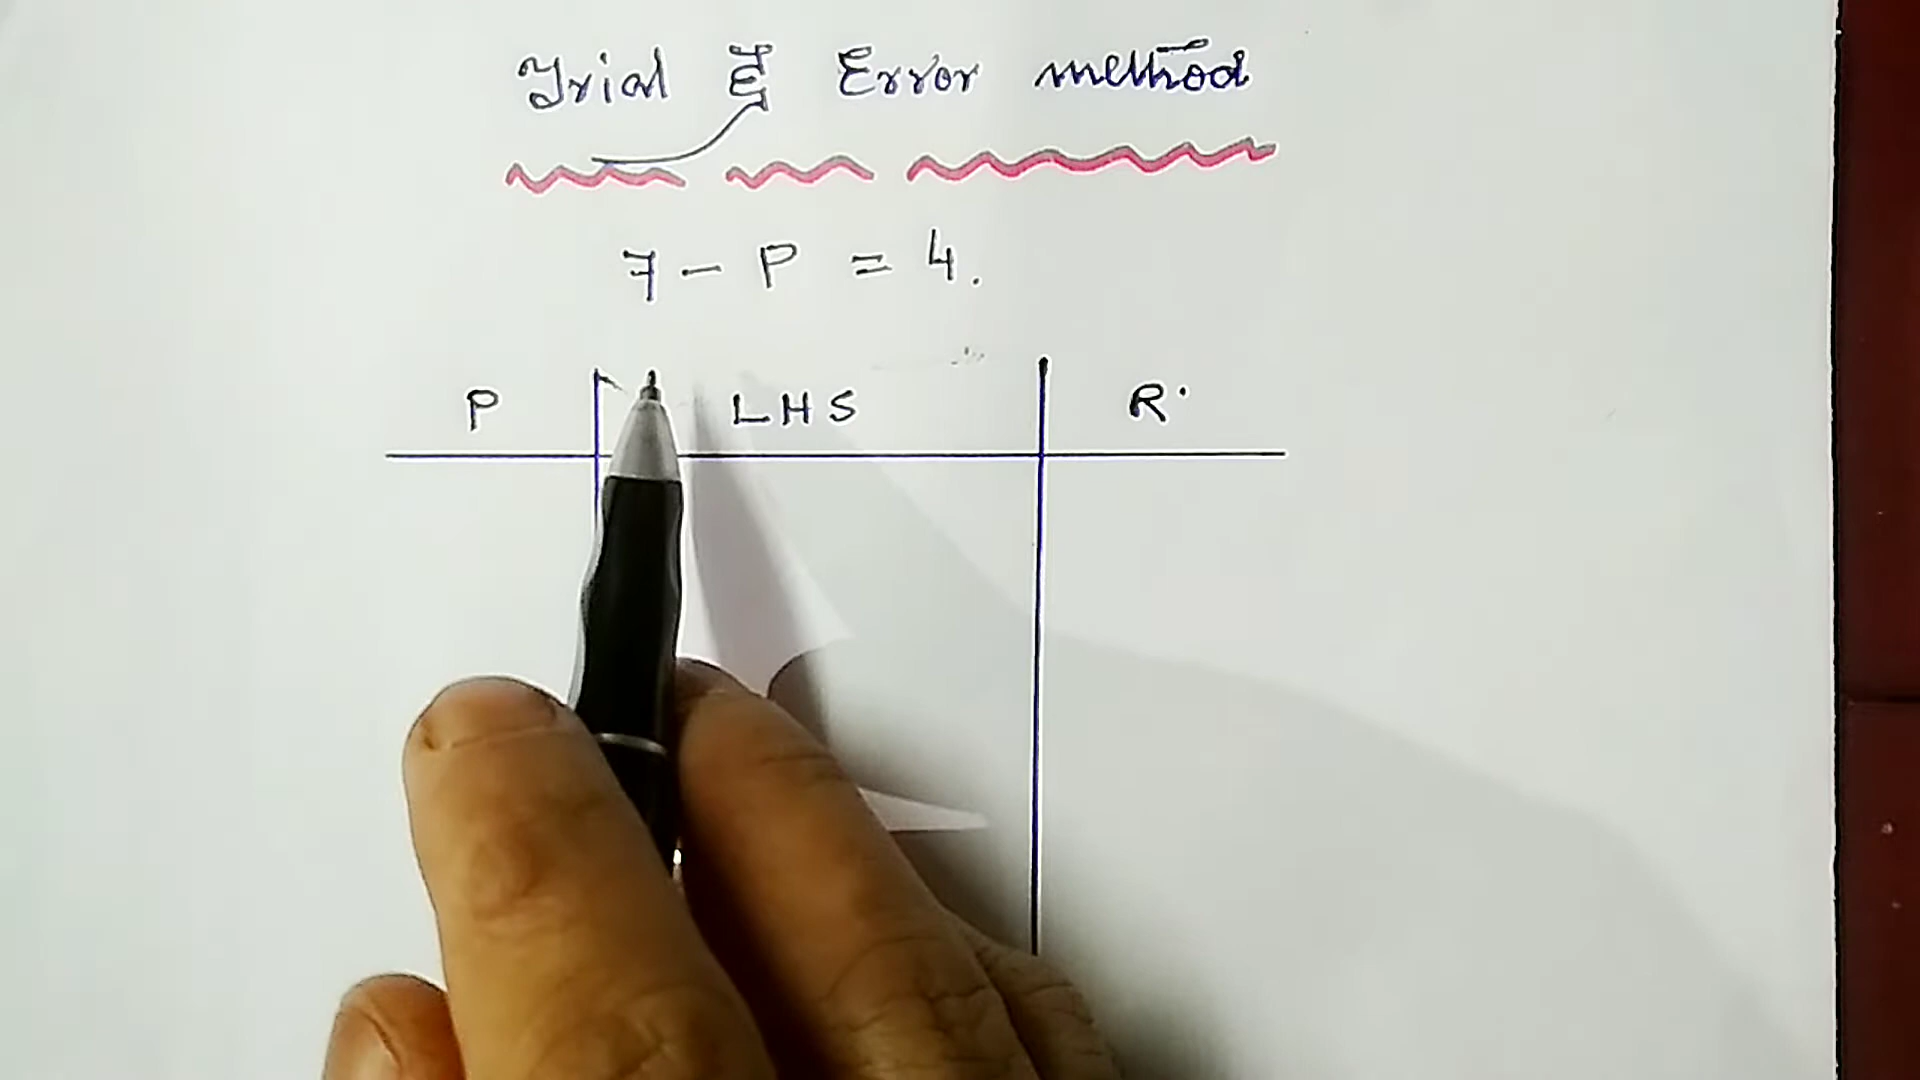 Trial & Error method
7 - P = 4.
P LHS R